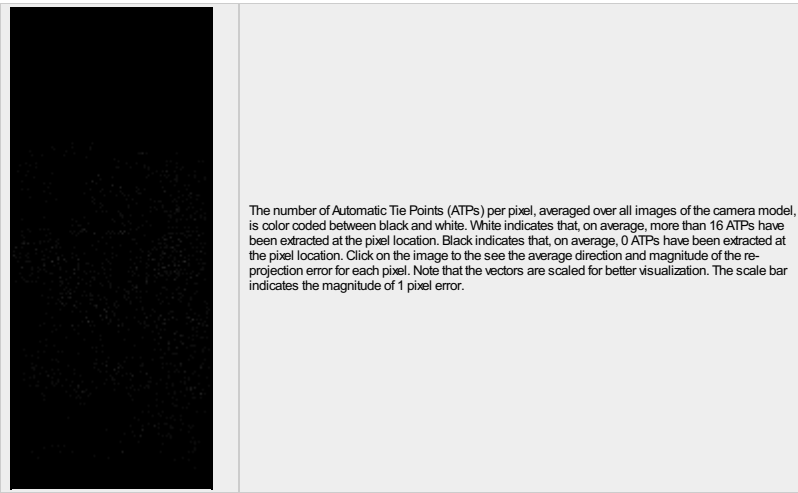 The number of Automatic Tie Points (ATPs) per pixel, averaged over all images of the camera model,
is color coded between black and white. White indicates that, on average, more than 16 ATPs have
been extracted at the pixel location. Black indicates that, on average, 0 ATPs have been extracted at
the pixel location. Click on the image to the see the average direction and magnitude of the re-
projection error for each pixel. Note that the vectors are scaled for better visualization. The scale bar
indicates the magnitude of 1 pixel error.